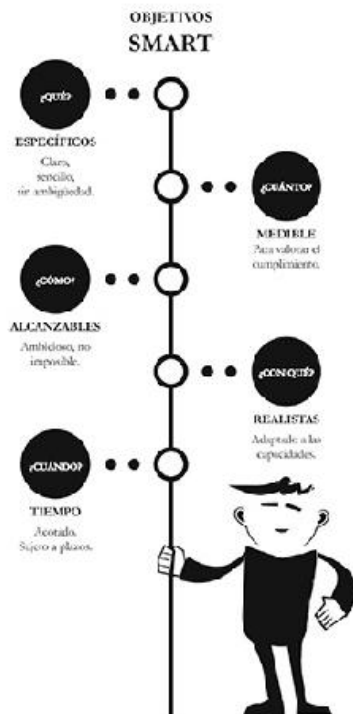 OBJETIVOS
SMART
¿QUÉ?
ESPECÍFICOS
Claro,
sencillo,
sin ambigüedad.
¿CUÁNTO?
MEDIBLE
Para valorar el
cumplimiento.
¿CÓMO?
ALCANZABLES
Ambicioso, no
imposible.
¿CON QUÉ?
REALISTAS
Adaptado a las
capacidades.
¿CUANDO?
TIEMPO
Acotado.
Sujeto a plazos.